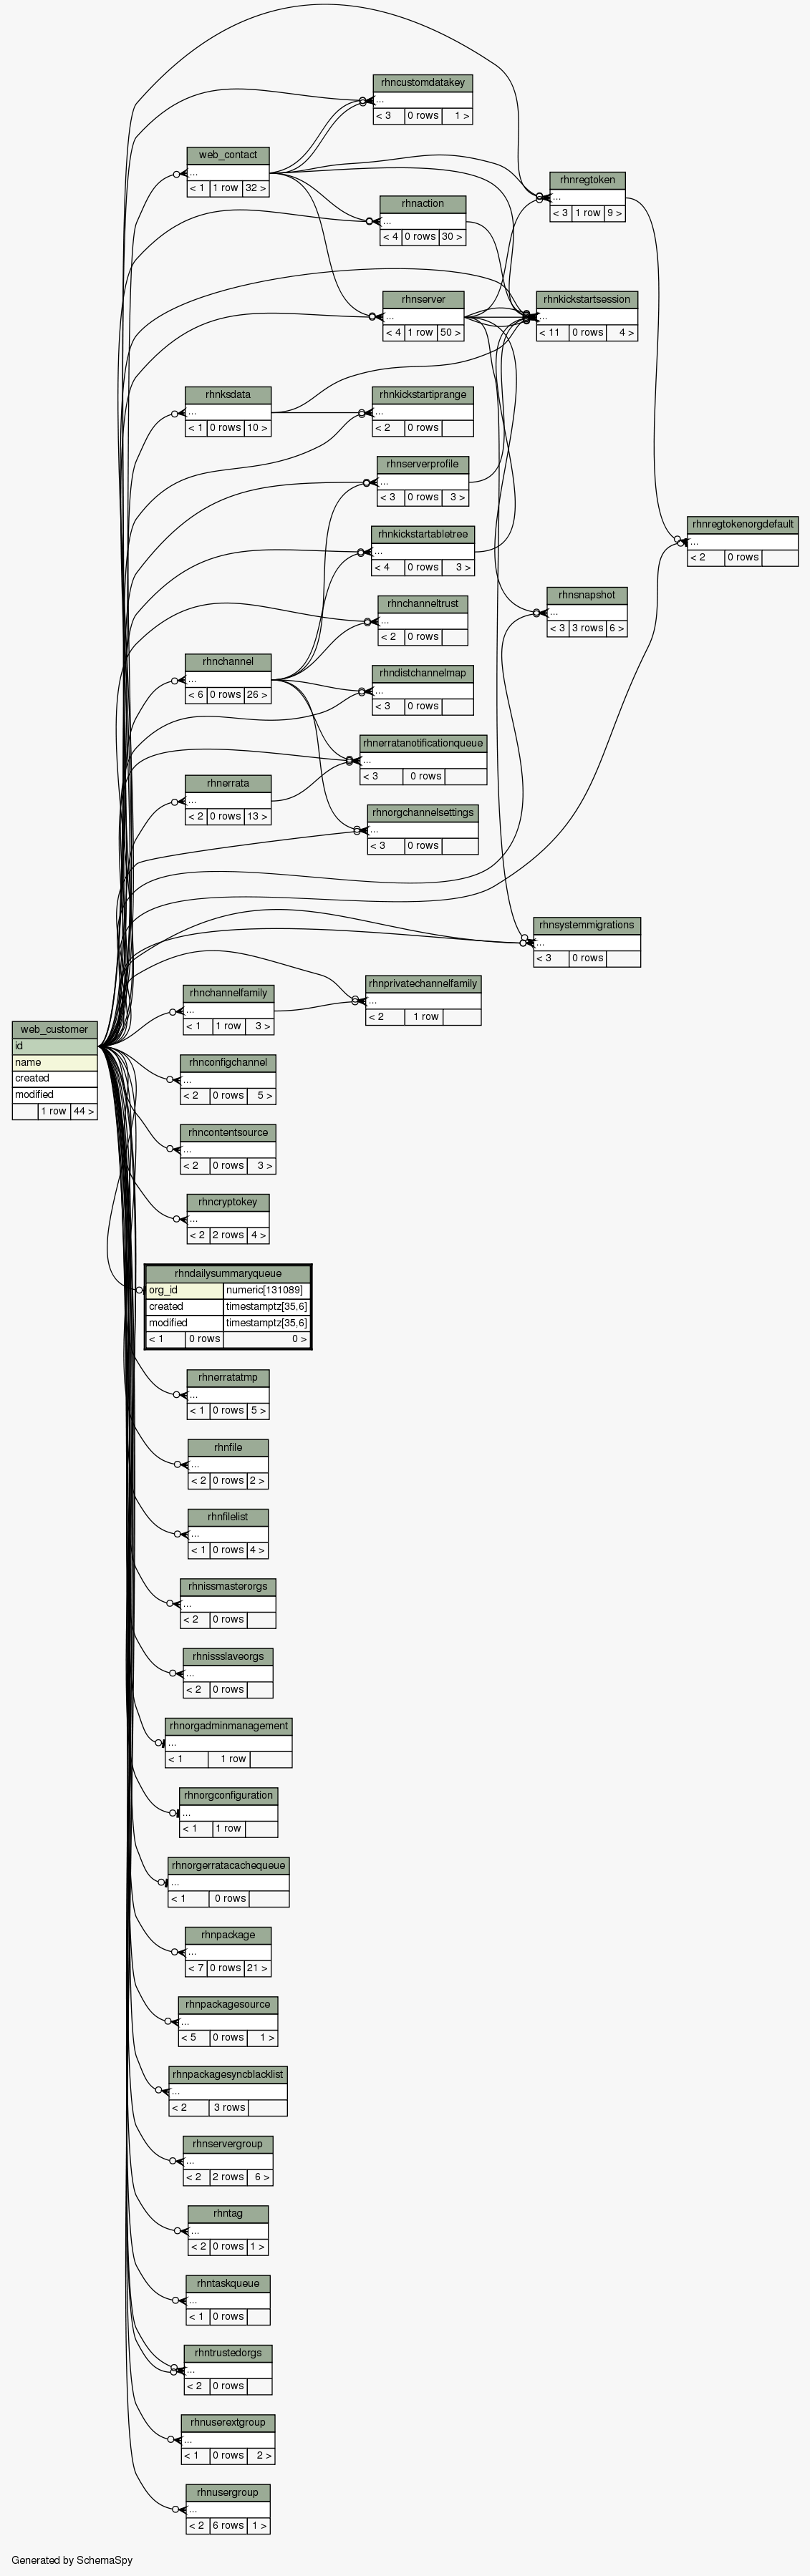 rhncustomdatakey
...
< 3 0 rows 1 >
web_contact
...
< 1 1 row 32 >
rhnregtoken
...
< 3 1 row 9 >
rhnaction
...
< 4 0 rows 30 >
rhnserver
...
< 4 1 row 50 >
rhnkickstartsession
...
< 11 0 rows 4 >
rhnksdata
...
< 1 0 rows 10 >
rhnkickstartiprange
...
< 2 0 rows
rhnserverprofile
...
< 3 0 rows 3 >
rhnregtokenorgdefault
...
< 2 0 rows
rhnkickstartabletree
...
< 4 0 rows 3 >
rhnsnapshot
...
< 3 3 rows 6 >
rhnchanneltrust
...
< 2 0 rows
rhnchannel
...
< 6 0 rows 26 >
rhndistchannelmap
...
< 3 0 rows
rhnerratanotificationqueue
...
< 3 0 rows
rhnerrata
...
< 2 0 rows 13 >
rhnorgchannelsettings
...
< 3 0 rows
rhnsystemmigrations
...
< 3 0 rows
rhnprivatechannelfamily
...
< 2 1 row
rhnchannelfamily
...
< 1 1 row 3 >
web_customer
id
name
created
modified
1 row 44 >
rhnconfigchannel
...
< 2 0 rows 5 >
rhncontentsource
...
< 2 0 rows 3 >
rhncryptokey
...
< 2 2 rows 4 >
rhndailysummaryqueue
org_id numeric[131089]
created timestamptz[35,6]
modified timestamptz[35,6]
< 1 0 rows 0 >
rhnerratatmp
...
< 1 0 rows 5 >
rhnfile
...
< 2 0 rows 2 >
rhnfilelist
...
< 1 0 rows 4 >
rhnissmasterorgs
...
< 2 0 rows
rhnissslaveorgs
...
< 2 0 rows
rhnorgadminmanagement
...
< 1 1 row
rhnorgconfiguration
...
< 1 1 row
rhnorgerratacachequeue
...
< 1 0 rows
rhnpackage
...
< 7 0 rows 21 >
rhnpackagesource
...
< 5 0 rows 1 >
rhnpackagesyncblacklist
...
< 2 3 rows
rhnservergroup
...
< 2 2 rows 6 >
rhntag
...
< 2 0 rows 1 >
rhntaskqueue
...
< 1 0 rows
rhntrustedorgs
...
< 2 0 rows
rhnuserextgroup
...
< 1 0 rows 2 >
rhnusergroup
...
< 2 6 rows 1 >
Generated by SchemaSpy